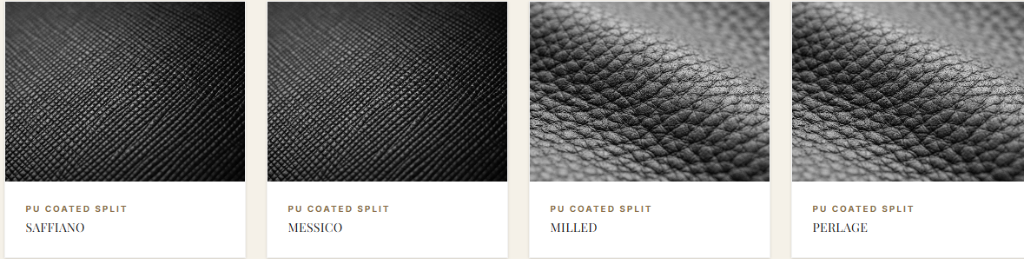 PU COATED SPLIT
SAFFIANO
PU COATED SPLIT
MESSICO
PU COATED SPLIT
MILLED
PU COATED SPLIT
PERLAGE